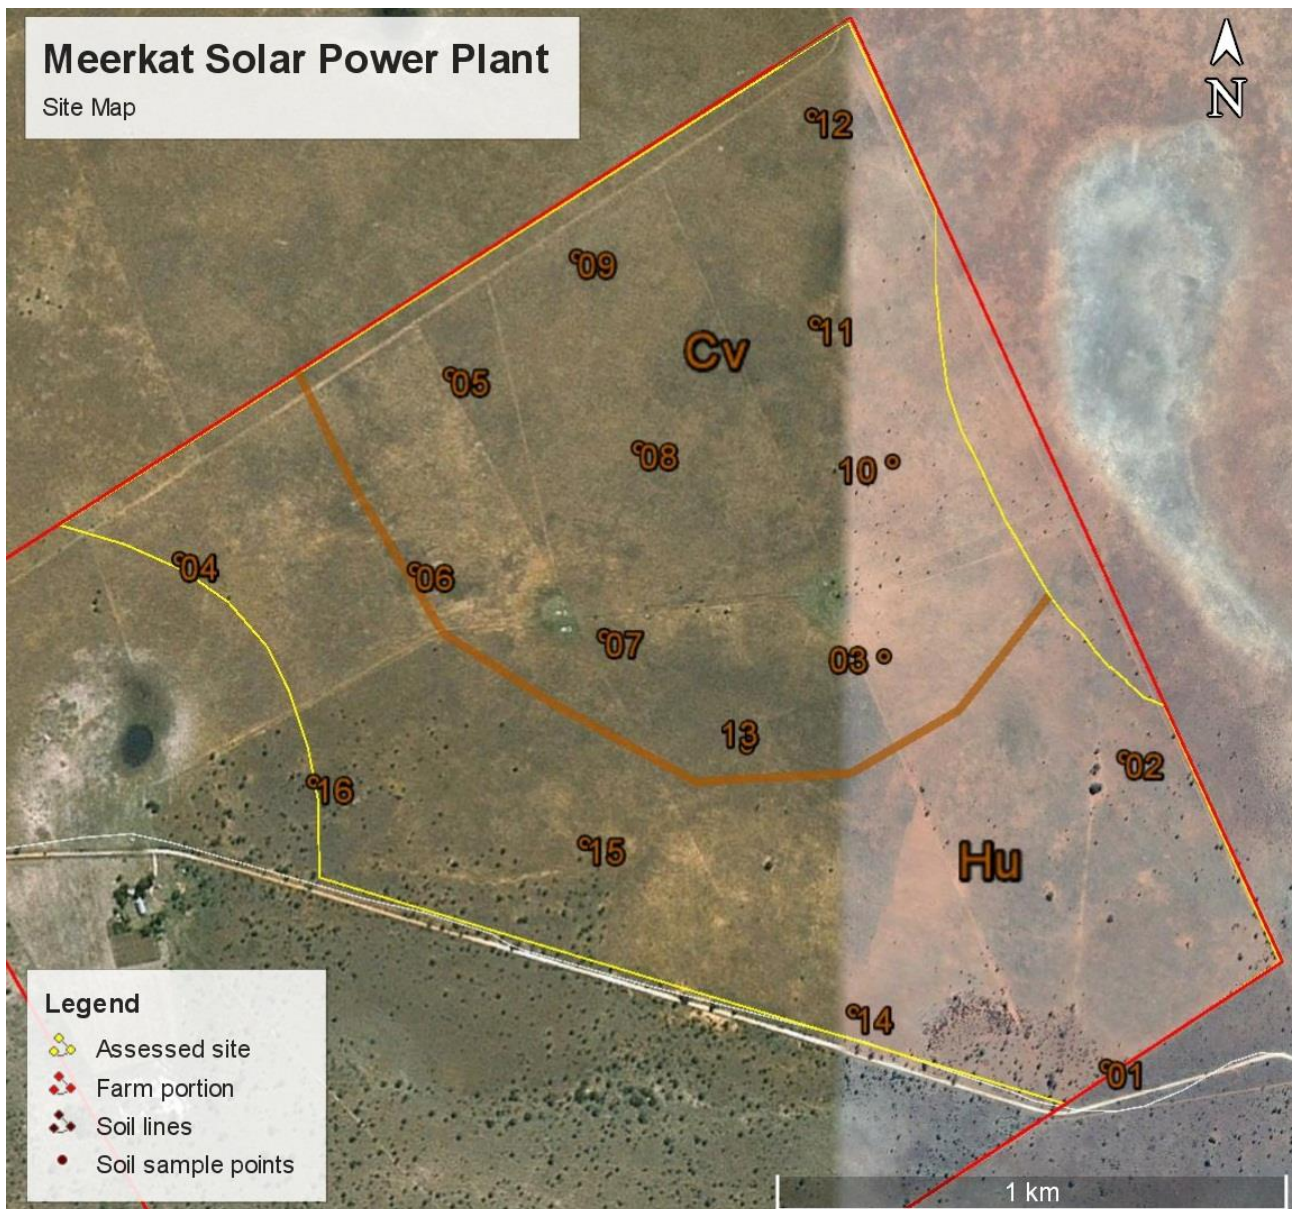 Meerkat Solar Power Plant
Site Map
N
12
09
11
Cv
05
08
10
04
06
07
03
13
02
16
15
Hu
14
01
Legend
Assessed site
Farm portion
Soil lines
Soil sample points
1 km